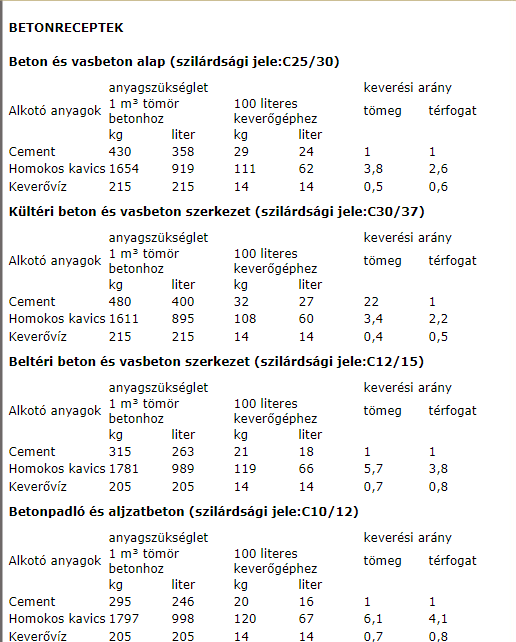 BETONRECEPTEK
Beton és vasbeton alap (szilárdsági jele:C25/30)
anyagszükséglet keverési arány
Alkotó anyagok 1 m³ tömör betonhoz 100 literes keverőgéphez tömeg térfogat
kg liter kg liter
Cement 430 358 29 24 1 1
Homokos kavics 1654 919 111 62 3,8 2,6
Keverővíz 215 215 14 14 0,5 0,6
Kültéri beton és vasbeton szerkezet (szilárdsági jele:C30/37)
anyagszükséglet keverési arány
Alkotó anyagok 1 m³ tömör betonhoz 100 literes keverőgéphez tömeg térfogat
kg liter kg liter
Cement 480 400 32 27 22 1
Homokos kavics 1611 895 108 60 3,4 2,2
Keverővíz 215 215 14 14 0,4 0,5
Beltéri beton és vasbeton szerkezet (szilárdsági jele:C12/15)
anyagszükséglet keverési arány
Alkotó anyagok 1 m³ tömör betonhoz 100 literes keverőgéphez tömeg térfogat
kg liter kg liter
Cement 315 263 21 18 1 1
Homokos kavics 1781 989 119 66 5,7 3,8
Keverővíz 205 205 14 14 0,7 0,8
Betonpadló és aljzatbeton (szilárdsági jele:C10/12)
anyagszükséglet keverési arány
Alkotó anyagok 1 m³ tömör betonhoz 100 literes keverőgéphez tömeg térfogat
kg liter kg liter
Cement 295 246 20 16 1 1
Homokos kavics 1797 998 120 67 6,1 4,1
Keverővíz 205 205 14 14 0,7 0,8